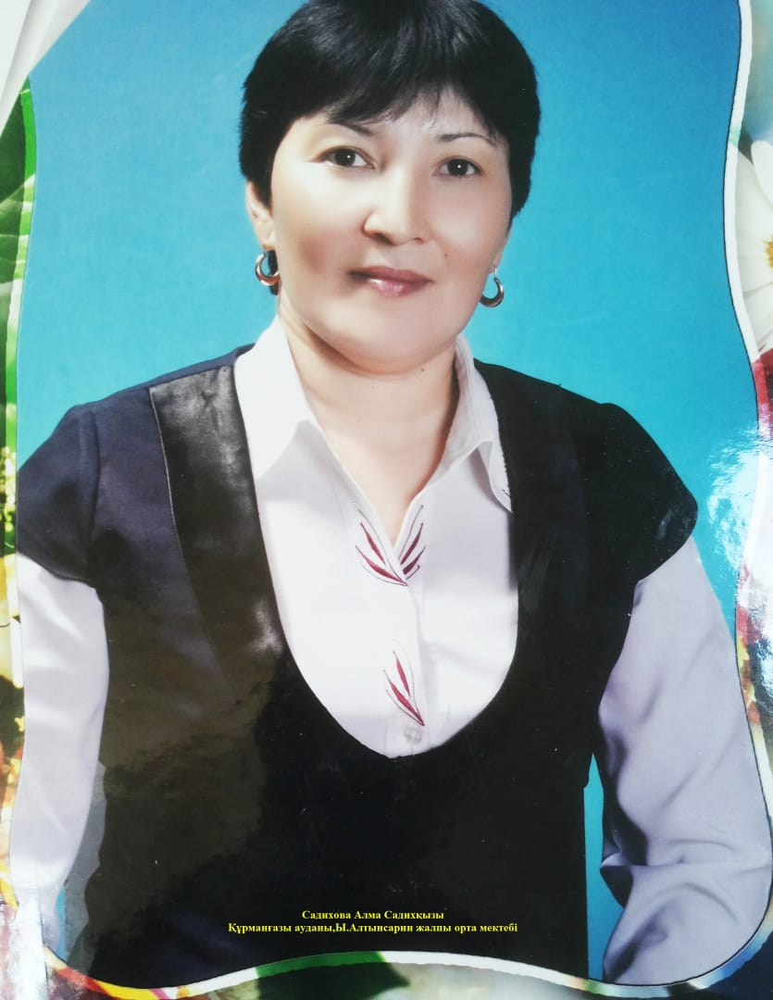 Садихова Алма Садихқызы
Құрманғазы ауданы,Ы.Алтынсарин жалпы орта мектебі